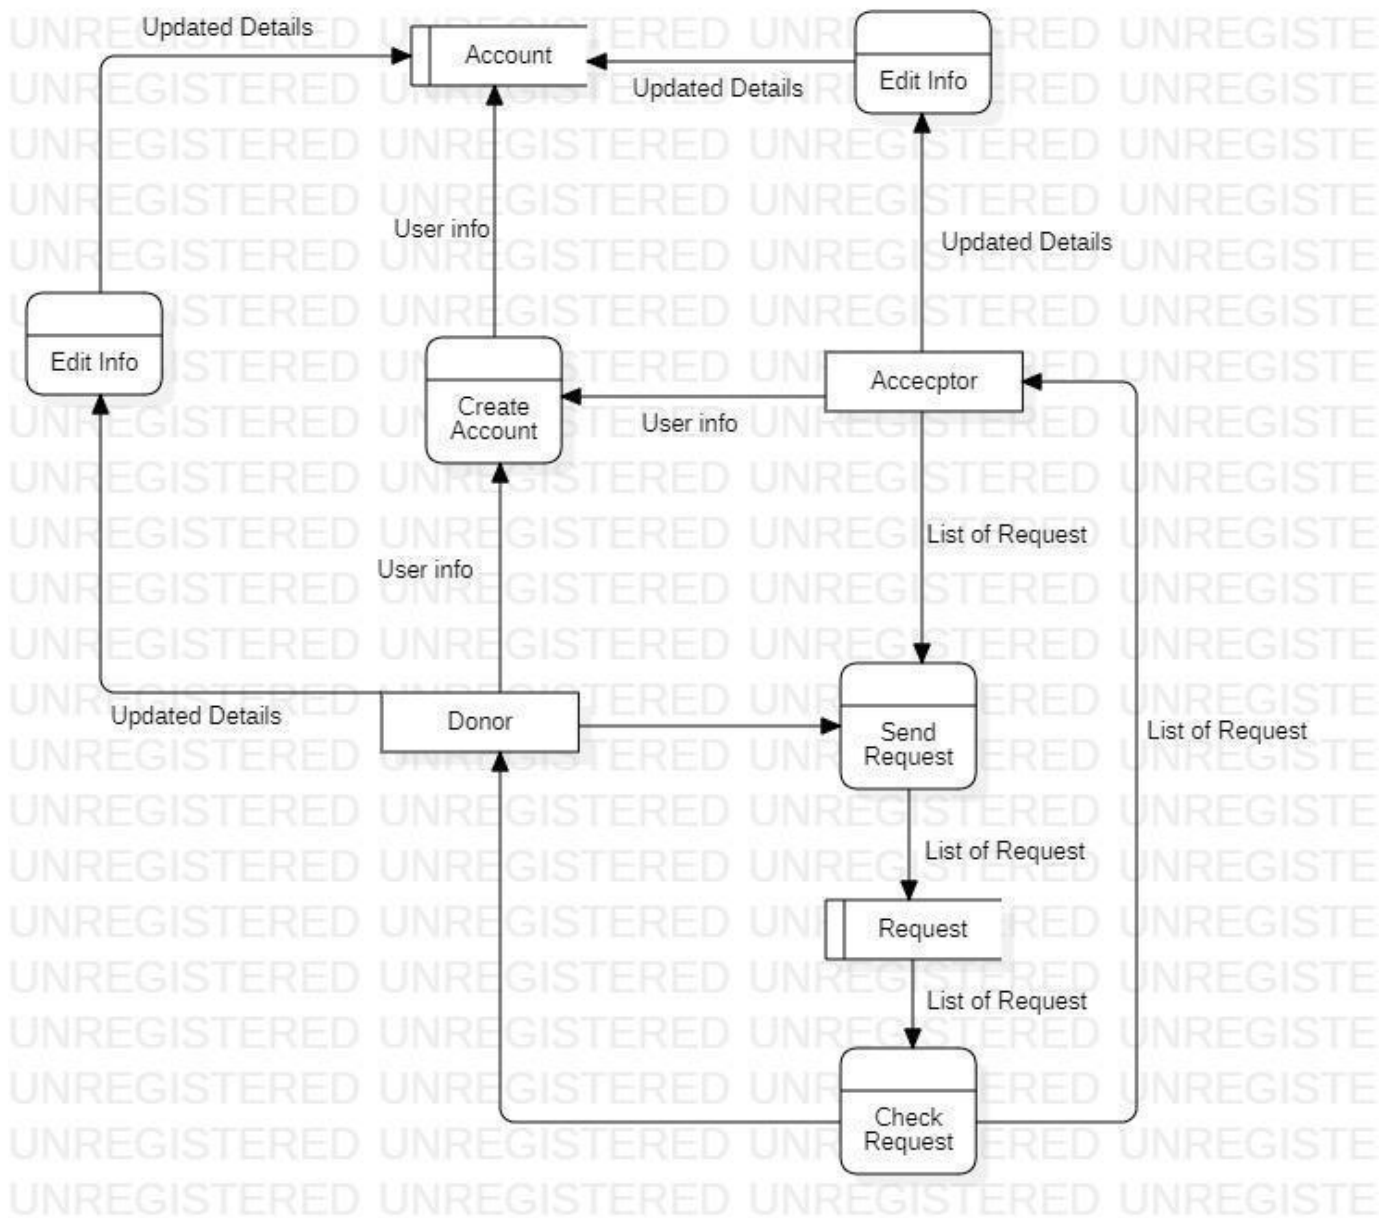 Updated Details
Account
Updated Details
Edit Info
User info
Updated Details
Edit Info
Create
Account
User info
Accecptor
List of Request
User info
Updated Details
Donor
Send
Request
List of Request
List of Request
Request
List of Request
Check
Request
UNREGISTERED